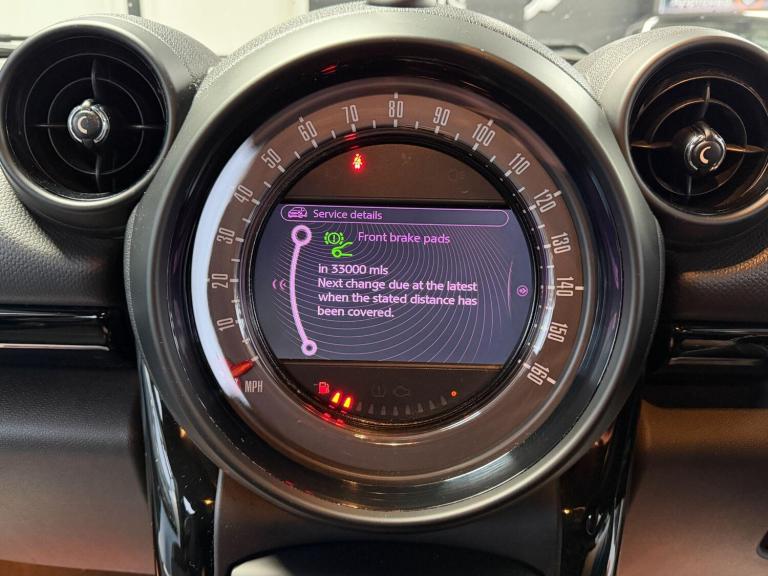 80
70
90
60
100
50
110
40
120
30
130
20
140
10
150
160
MPH
Service details
Front brake pads
in 33000 mls
Next change due at the latest
when the stated distance has
been covered.